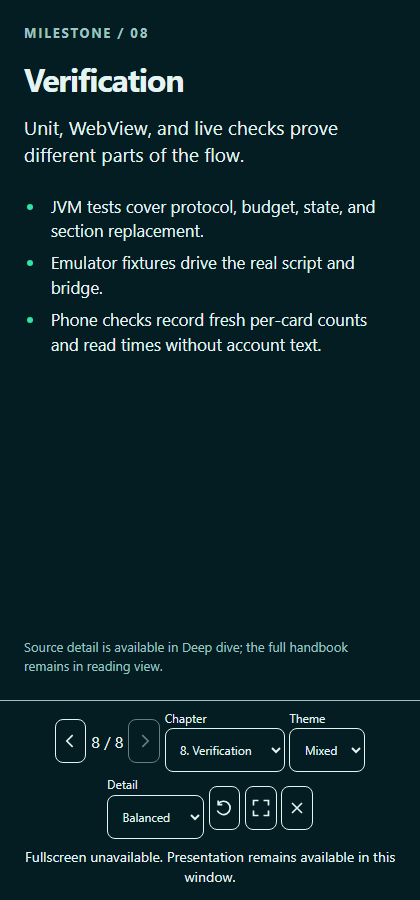 MILESTONE / 08
Verification
Unit, WebView, and live checks prove
different parts of the flow.
JVM tests cover protocol, budget, state, and
section replacement.
Emulator fixtures drive the real script and
bridge.
Phone checks record fresh per-card counts
and read times without account text.
Source detail is available in Deep dive; the full handbook
remains in reading view.
Chapter
Theme
8 / 8
8. Verification
Mixed
Detail
Balanced
Fullscreen unavailable. Presentation remains available in this
window.